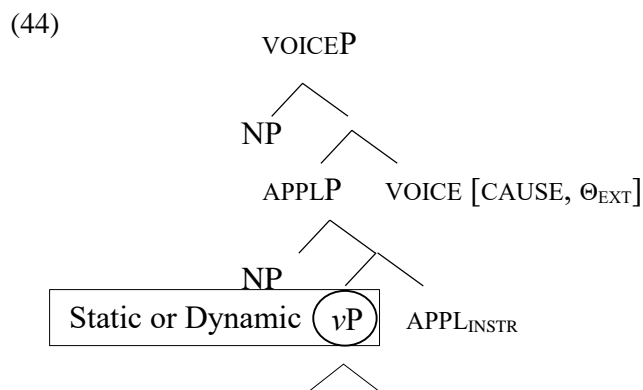 (44)
VOICEP
NP
APPLP VOICE [CAUSE, ΘEXT]
NP
Static or Dynamic vP APPLINSTR